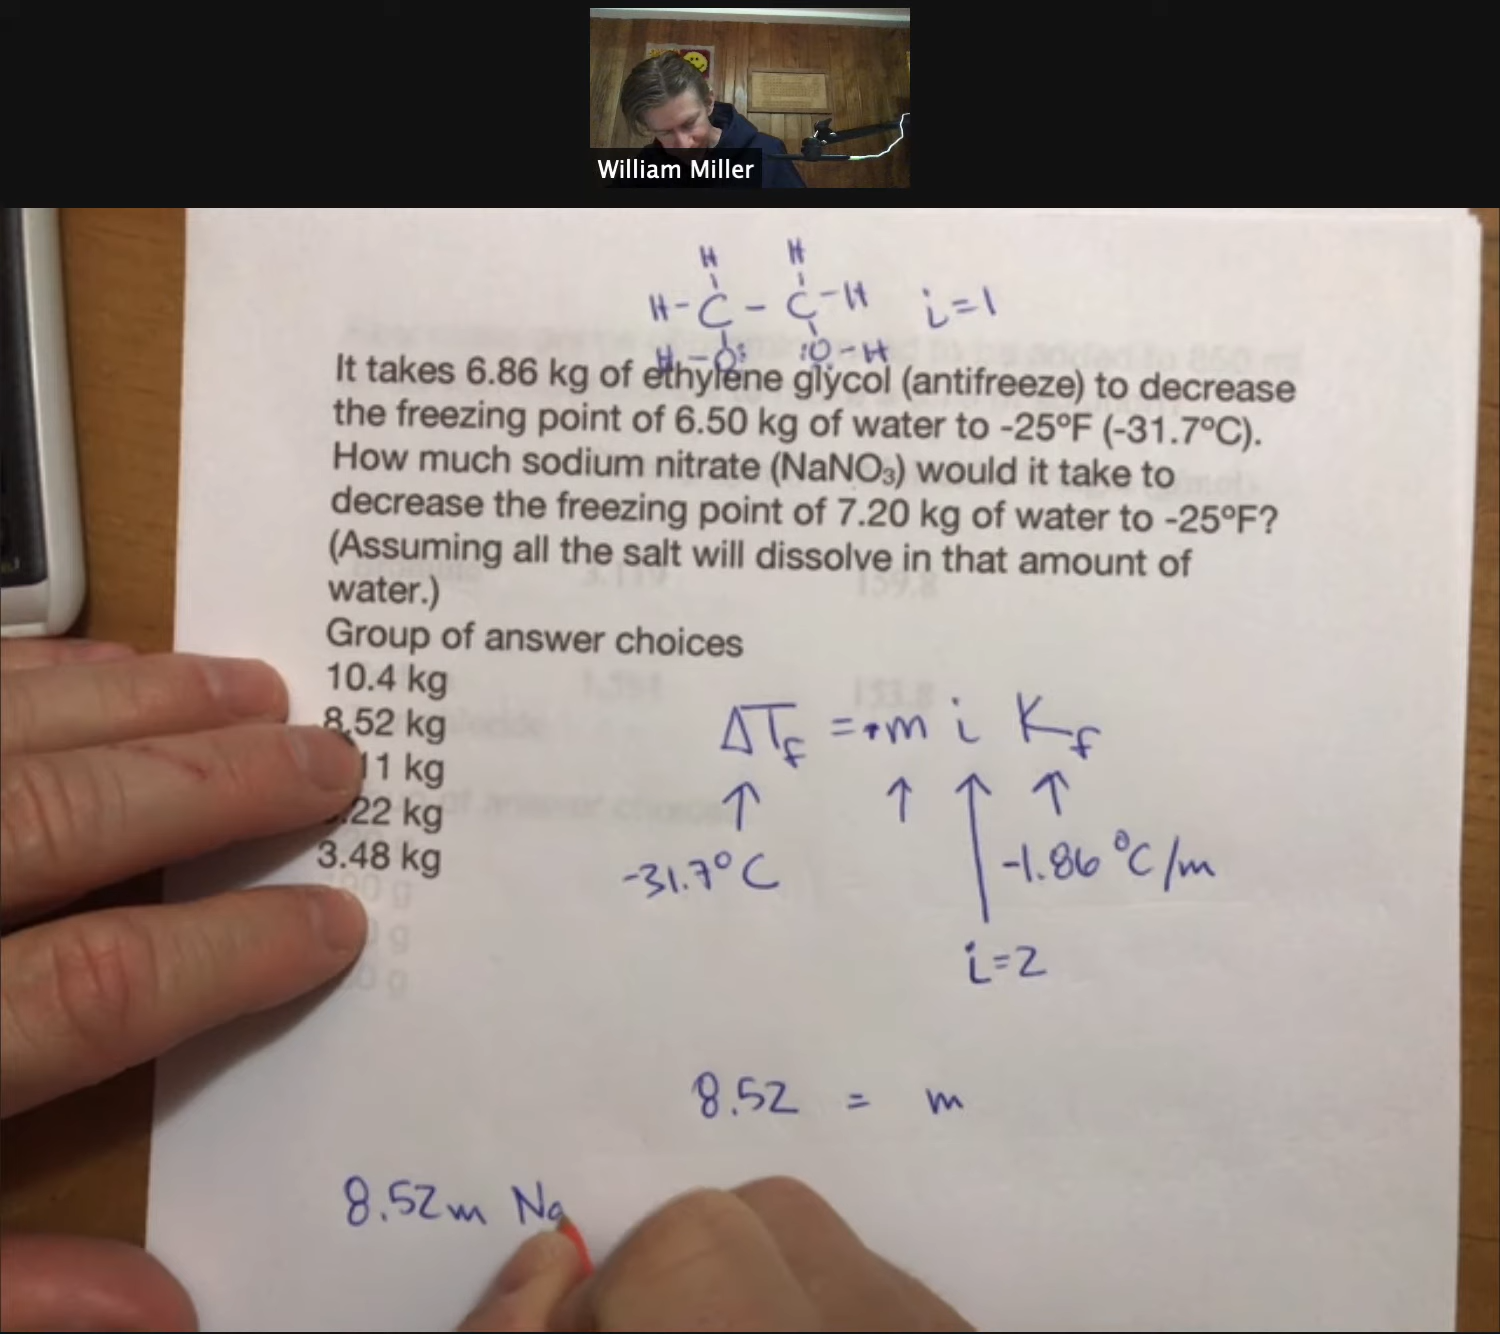 William Miller
H H
H-C-C-H i=1
H-O: :O-H
It takes 6.86 kg of ethylene glycol (antifreeze) to decrease
the freezing point of 6.50 kg of water to -25ºF (-31.7ºC).
How much sodium nitrate (NaNO₃) would it take to
decrease the freezing point of 7.20 kg of water to -25ºF?
(Assuming all the salt will dissolve in that amount of
water.)
Group of answer choices
10.4 kg
8.52 kg
11 kg
.22 kg
3.48 kg
ΔTf = m i Kf
↑ ↑ ↑ ↑
-31.7°C -1.86 °C/m
i=2
8.52 = m
8.52m Na